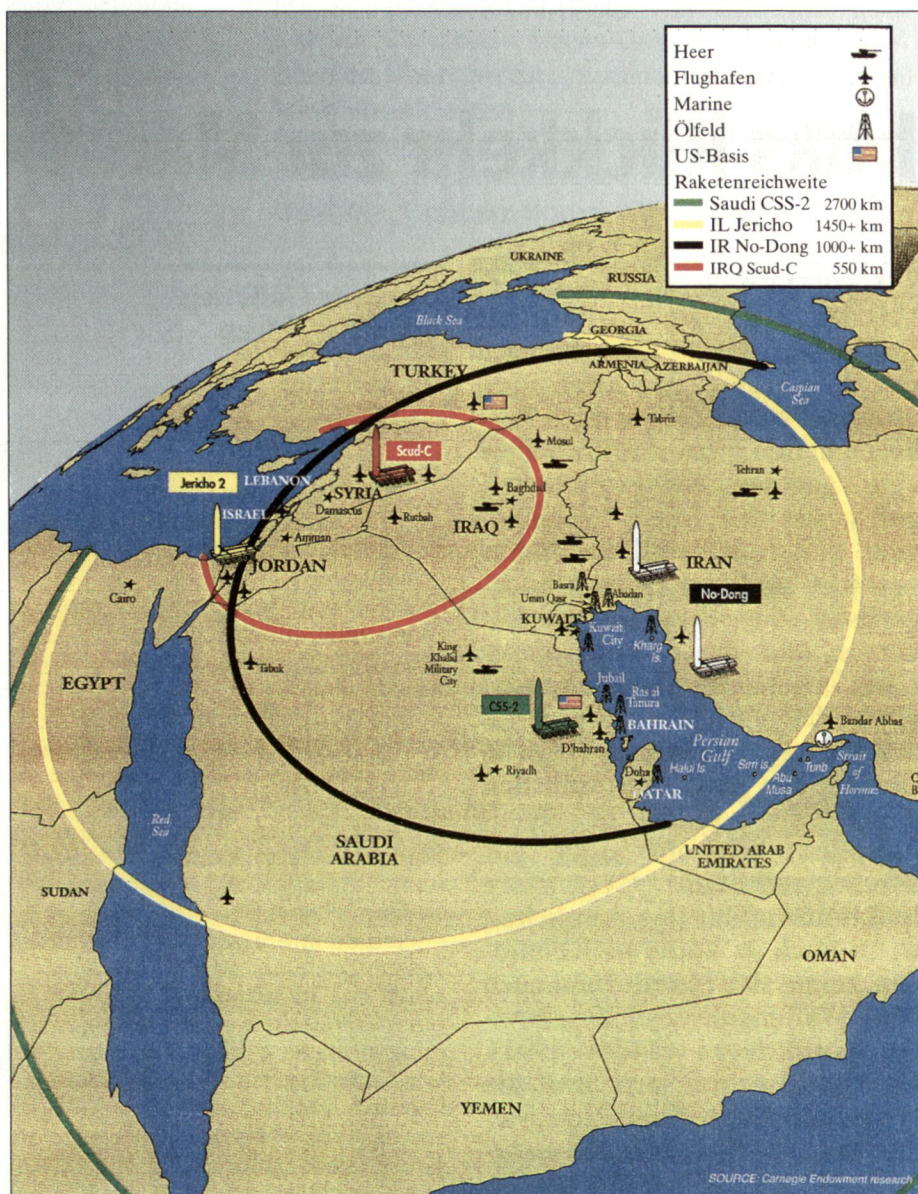 Heer
Flughafen
Marine
Ölfeld
US-Basis
Raketenreichweite
Saudi CSS-2 2700 km
IL Jericho 1450+ km
IR No-Dong 1000+ km
IRQ Scud-C 550 km
UKRAINE
RUSSIA
Black Sea
GEORGIA
TURKEY
ARMENIA
AZERBAIJAN
Caspian
Sea
Tabriz
Mosul
Scud-C
Tehran
Jericho 2
LEBANON
SYRIA
Baghdad
Damascus
ISRAEL
Rutbah
IRAQ
Amman
JORDAN
IRAN
Cairo
Basra
Umm Qasr
Abadan
No-Dong
KUWAIT
Kuwait
City
Kharg
Is.
Tabuk
King
Khalid
Military
City
EGYPT
Jubail
Ras al
Tanura
CSS-2
BAHRAIN
Bandar Abbas
D'hahran
Persian
Gulf
Riyadh
Doha
Halul Is.
Sirri Is.
Tunb
Abu
Musa
Strait
of
Hormuz
QATAR
Red
Sea
SAUDI
ARABIA
UNITED ARAB
EMIRATES
SUDAN
OMAN
YEMEN
SOURCE: Carnegie Endowment research